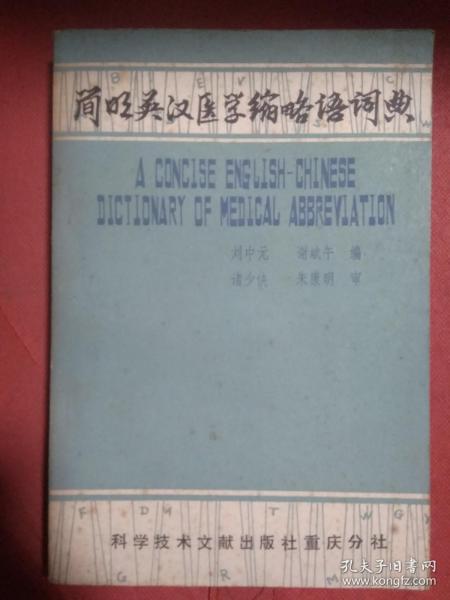 B E V C
简明英汉医学缩略语词典
A CONCISE ENGLISH-CHINESE
DICTIONARY OF MEDICAL ABBREVIATION
刘中元 谢斌午 编
诸少侠 朱康明 审
F D U T W G
科学技术文献出版社重庆分社
G R M
孔夫子旧书网
kongfz.com